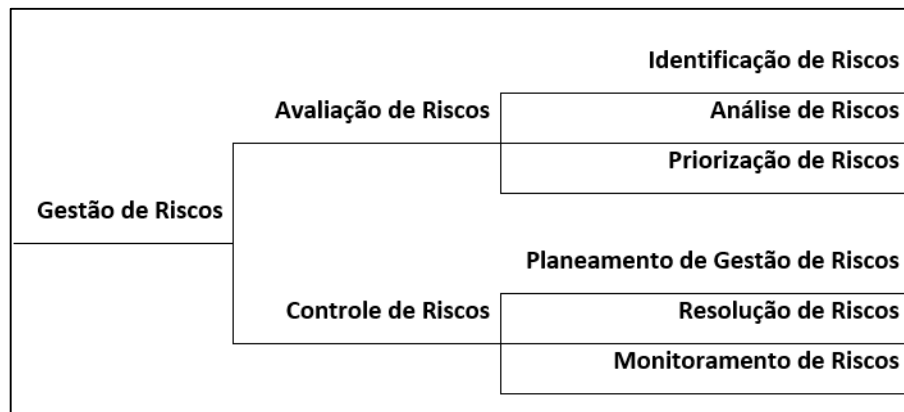 Identificação de Riscos
Avaliação de Riscos
Análise de Riscos
Priorização de Riscos
Gestão de Riscos
Planeamento de Gestão de Riscos
Controle de Riscos
Resolução de Riscos
Monitoramento de Riscos